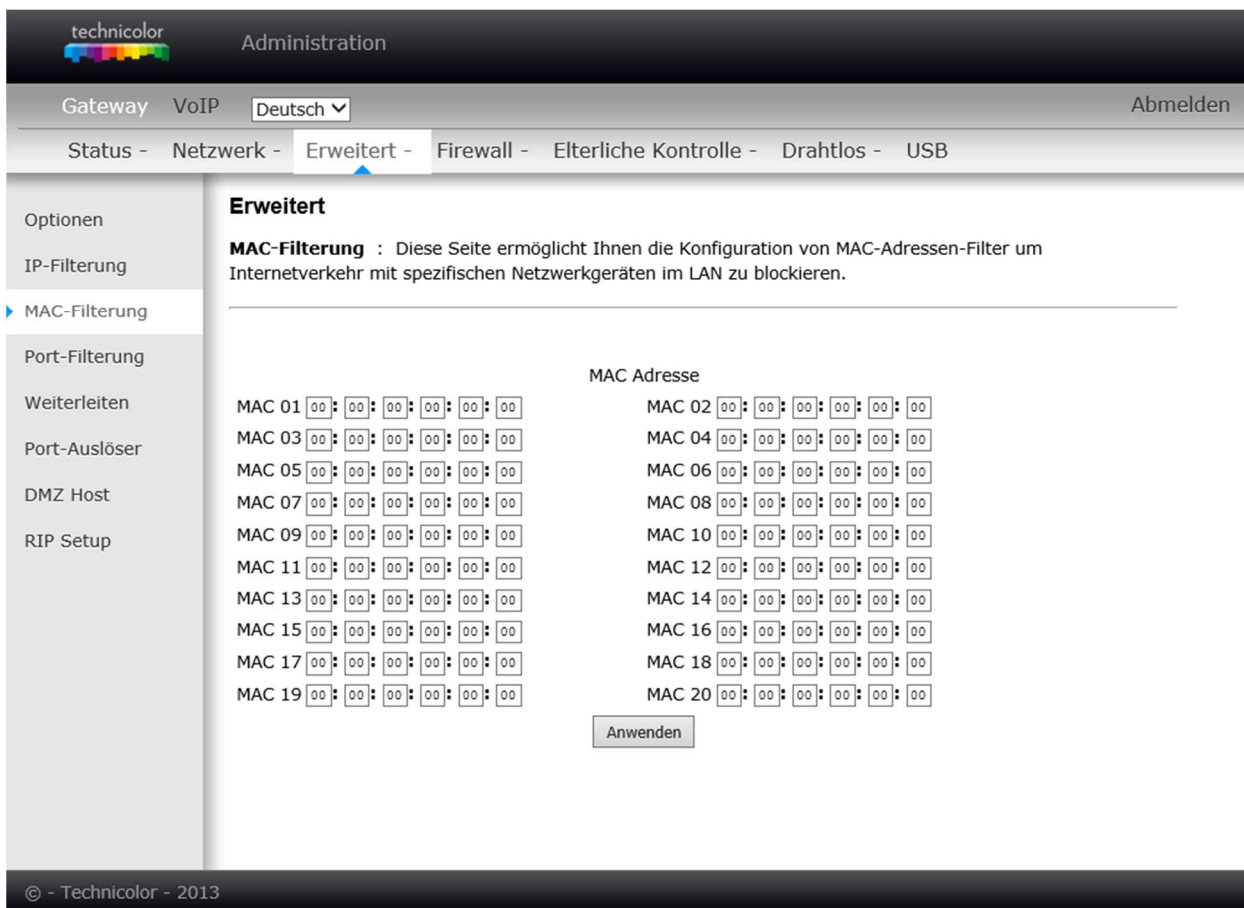 technicolor
Administration
Gateway VoIP Deutsch Abmelden
Status - Netzwerk - Erweitert - Firewall - Elterliche Kontrolle - Drahtlos - USB
Optionen
IP-Filterung
MAC-Filterung
Port-Filterung
Weiterleiten
Port-Auslöser
DMZ Host
RIP Setup
Erweitert
MAC-Filterung : Diese Seite ermöglicht Ihnen die Konfiguration von MAC-Adressen-Filter um
Internetverkehr mit spezifischen Netzwerkgeräten im LAN zu blockieren.
MAC Adresse
MAC 01 00: 00: 00: 00: 00: 00 MAC 02 00: 00: 00: 00: 00: 00
MAC 03 00: 00: 00: 00: 00: 00 MAC 04 00: 00: 00: 00: 00: 00
MAC 05 00: 00: 00: 00: 00: 00 MAC 06 00: 00: 00: 00: 00: 00
MAC 07 00: 00: 00: 00: 00: 00 MAC 08 00: 00: 00: 00: 00: 00
MAC 09 00: 00: 00: 00: 00: 00 MAC 10 00: 00: 00: 00: 00: 00
MAC 11 00: 00: 00: 00: 00: 00 MAC 12 00: 00: 00: 00: 00: 00
MAC 13 00: 00: 00: 00: 00: 00 MAC 14 00: 00: 00: 00: 00: 00
MAC 15 00: 00: 00: 00: 00: 00 MAC 16 00: 00: 00: 00: 00: 00
MAC 17 00: 00: 00: 00: 00: 00 MAC 18 00: 00: 00: 00: 00: 00
MAC 19 00: 00: 00: 00: 00: 00 MAC 20 00: 00: 00: 00: 00: 00
Anwenden
© - Technicolor - 2013